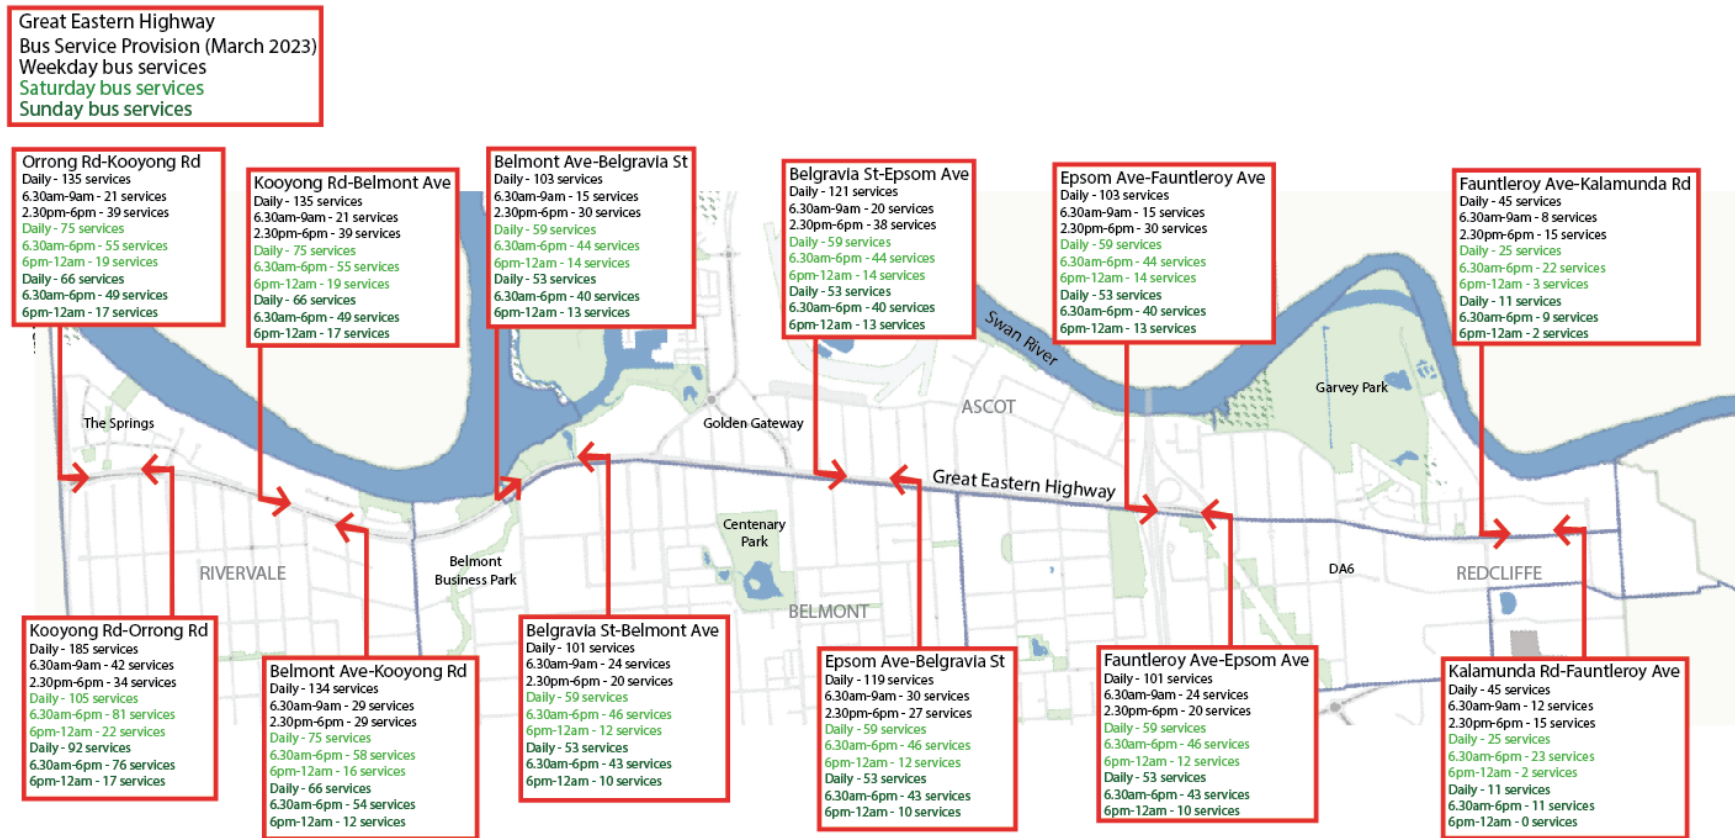 Great Eastern Highway
Bus Service Provision (March 2023)
Weekday bus services
Saturday bus services
Sunday bus services
Orrong Rd-Kooyong Rd
Daily - 135 services
6.30am-9am - 21 services
2.30pm-6pm - 39 services
Daily - 75 services
6.30am-6pm - 55 services
6pm-12am - 19 services
Daily - 66 services
6.30am-6pm - 49 services
6pm-12am - 17 services
Kooyong Rd-Belmont Ave
Daily - 135 services
6.30am-9am - 21 services
2.30pm-6pm - 39 services
Daily - 75 services
6.30am-6pm - 55 services
6pm-12am - 19 services
Daily - 66 services
6.30am-6pm - 49 services
6pm-12am - 17 services
Belmont Ave-Belgravia St
Daily - 103 services
6.30am-9am - 15 services
2.30pm-6pm - 30 services
Daily - 59 services
6.30am-6pm - 44 services
6pm-12am - 14 services
Daily - 53 services
6.30am-6pm - 40 services
6pm-12am - 13 services
Belgravia St-Epsom Ave
Daily - 121 services
6.30am-9am - 20 services
2.30pm-6pm - 38 services
Daily - 59 services
6.30am-6pm - 44 services
6pm-12am - 14 services
Daily - 53 services
6.30am-6pm - 40 services
6pm-12am - 13 services
Epsom Ave-Fauntleroy Ave
Daily - 103 services
6.30am-9am - 15 services
2.30pm-6pm - 30 services
Daily - 59 services
6.30am-6pm - 44 services
6pm-12am - 14 services
Daily - 53 services
6.30am-6pm - 40 services
6pm-12am - 13 services
Fauntleroy Ave-Kalamunda Rd
Daily - 45 services
6.30am-9am - 8 services
2.30pm-6pm - 15 services
Daily - 25 services
6.30am-6pm - 22 services
6pm-12am - 3 services
Daily - 11 services
6.30am-6pm - 9 services
6pm-12am - 2 services
Swan River
The Springs
Golden Gateway
ASCOT
Garvey Park
Great Eastern Highway
Centenary
Park
Belmont
Business Park
RIVERVALE
BELMONT
DA6
REDCLIFFE
Kooyong Rd-Orrong Rd
Daily - 185 services
6.30am-9am - 42 services
2.30pm-6pm - 34 services
Daily - 105 services
6.30am-6pm - 81 services
6pm-12am - 22 services
Daily - 92 services
6.30am-6pm - 76 services
6pm-12am - 17 services
Belmont Ave-Kooyong Rd
Daily - 134 services
6.30am-9am - 29 services
2.30pm-6pm - 29 services
Daily - 75 services
6.30am-6pm - 58 services
6pm-12am - 16 services
Daily - 66 services
6.30am-6pm - 54 services
6pm-12am - 12 services
Belgravia St-Belmont Ave
Daily - 101 services
6.30am-9am - 24 services
2.30pm-6pm - 20 services
Daily - 59 services
6.30am-6pm - 46 services
6pm-12am - 12 services
Daily - 53 services
6.30am-6pm - 43 services
6pm-12am - 10 services
Epsom Ave-Belgravia St
Daily - 119 services
6.30am-9am - 30 services
2.30pm-6pm - 27 services
Daily - 59 services
6.30am-6pm - 46 services
6pm-12am - 12 services
Daily - 53 services
6.30am-6pm - 43 services
6pm-12am - 10 services
Fauntleroy Ave-Epsom Ave
Daily - 101 services
6.30am-9am - 24 services
2.30pm-6pm - 20 services
Daily - 59 services
6.30am-6pm - 46 services
6pm-12am - 12 services
Daily - 53 services
6.30am-6pm - 43 services
6pm-12am - 10 services
Kalamunda Rd-Fauntleroy Ave
Daily - 45 services
6.30am-9am - 12 services
2.30pm-6pm - 15 services
Daily - 25 services
6.30am-6pm - 23 services
6pm-12am - 2 services
Daily - 11 services
6.30am-6pm - 11 services
6pm-12am - 0 services